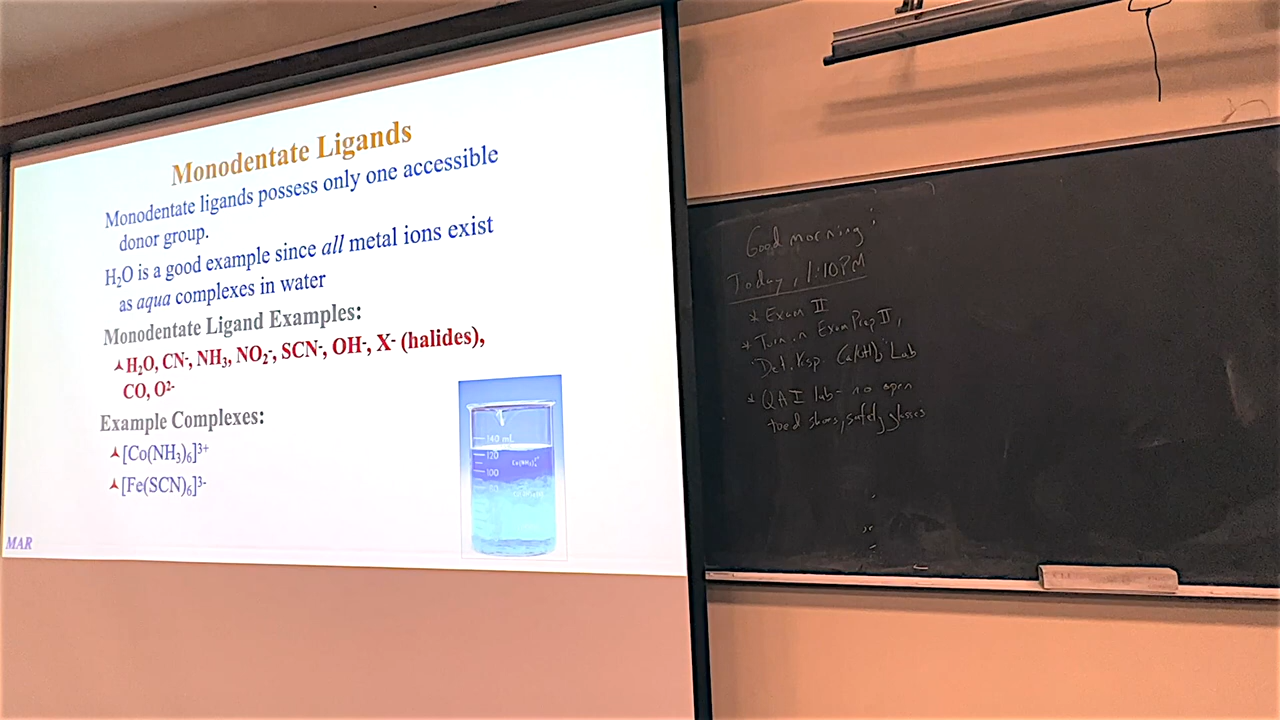 Monodentate Ligands
Monodentate ligands possess only one accessible
donor group.
H₂O is a good example since all metal ions exist
as aqua complexes in water
Monodentate Ligand Examples:
H₂O, CN⁻, NH₃, NO₂⁻, SCN⁻, OH⁻, X⁻ (halides),
CO, O²⁻
Example Complexes:
[Co(NH₃)₆]³⁺
[Fe(SCN)₆]³⁻
140 mL
120
100
MAR
Good morning
Today, 1:10PM
* Exam II
* Turn in Exam Prep II,
Det. Ksp Ca(OH)₂ Lab
* QA I lab - no open
toed shoes, safety glasses